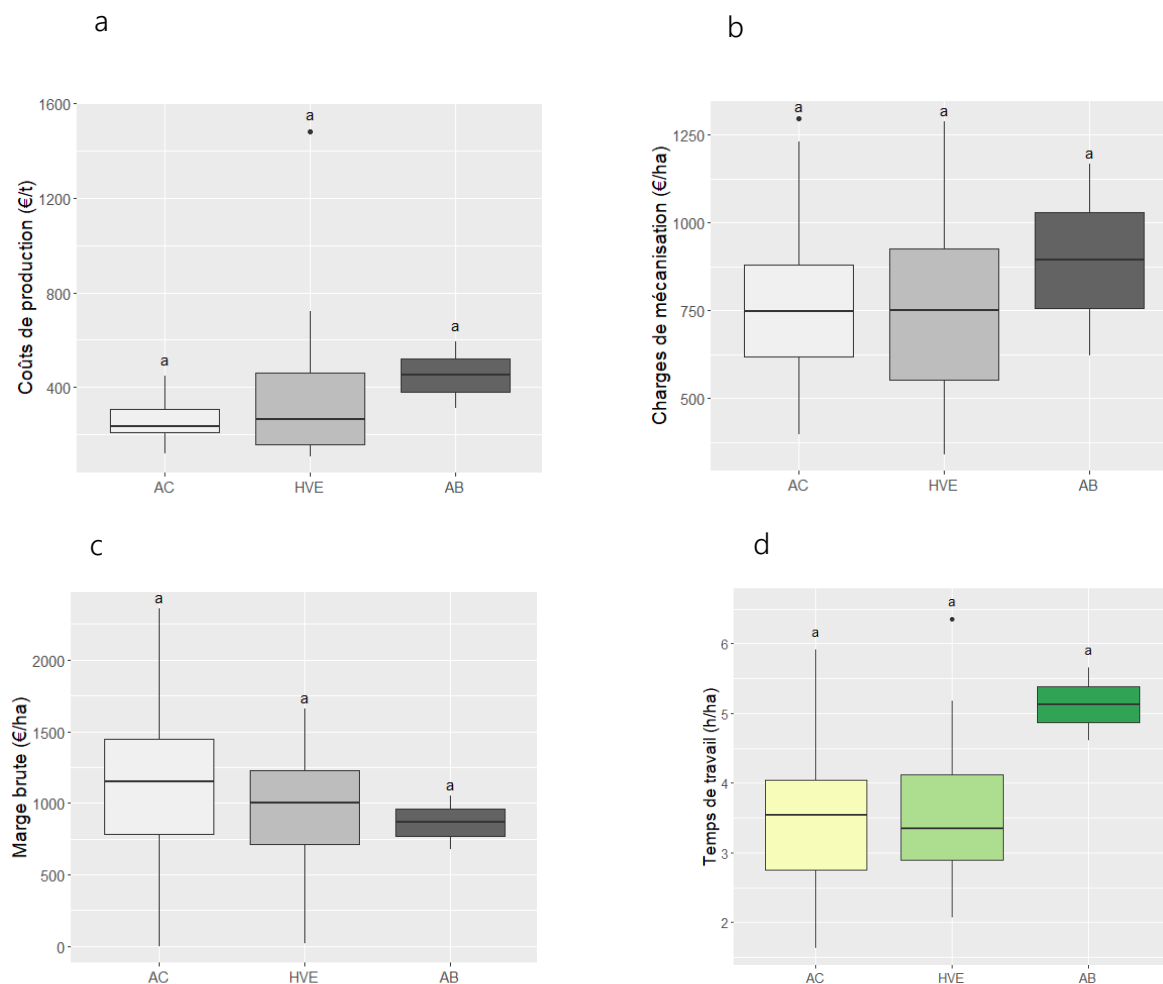 a
1600
1200
800
400
Coûts de production (€/t)
a
a
a
AC
HVE
AB
b
1250
1000
750
500
Charges de mécanisation (€/ha)
a
a
a
AC
HVE
AB
c
2000
1500
1000
500
0
Marge brute (€/ha)
a
a
a
AC
HVE
AB
d
6
5
4
3
2
Temps de travail (h/ha)
a
a
a
AC
HVE
AB